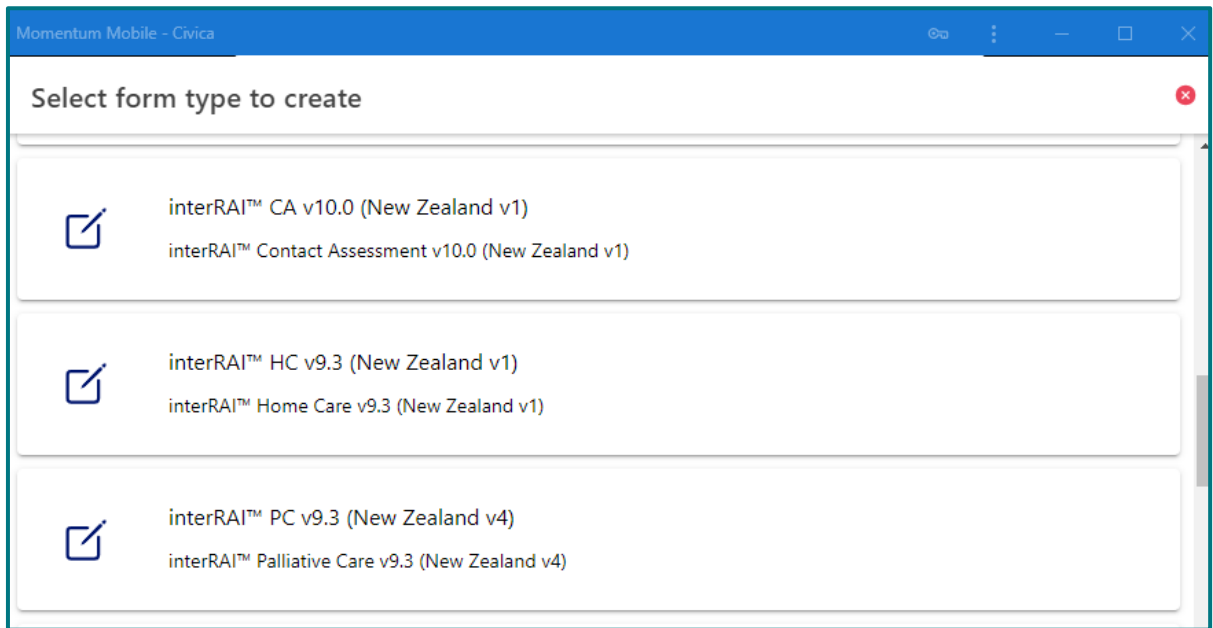 Momentum Mobile - Civica
Select form type to create
interRAI™ CA v10.0 (New Zealand v1)
interRAI™ Contact Assessment v10.0 (New Zealand v1)
interRAI™ HC v9.3 (New Zealand v1)
interRAI™ Home Care v9.3 (New Zealand v1)
interRAI™ PC v9.3 (New Zealand v4)
interRAI™ Palliative Care v9.3 (New Zealand v4)